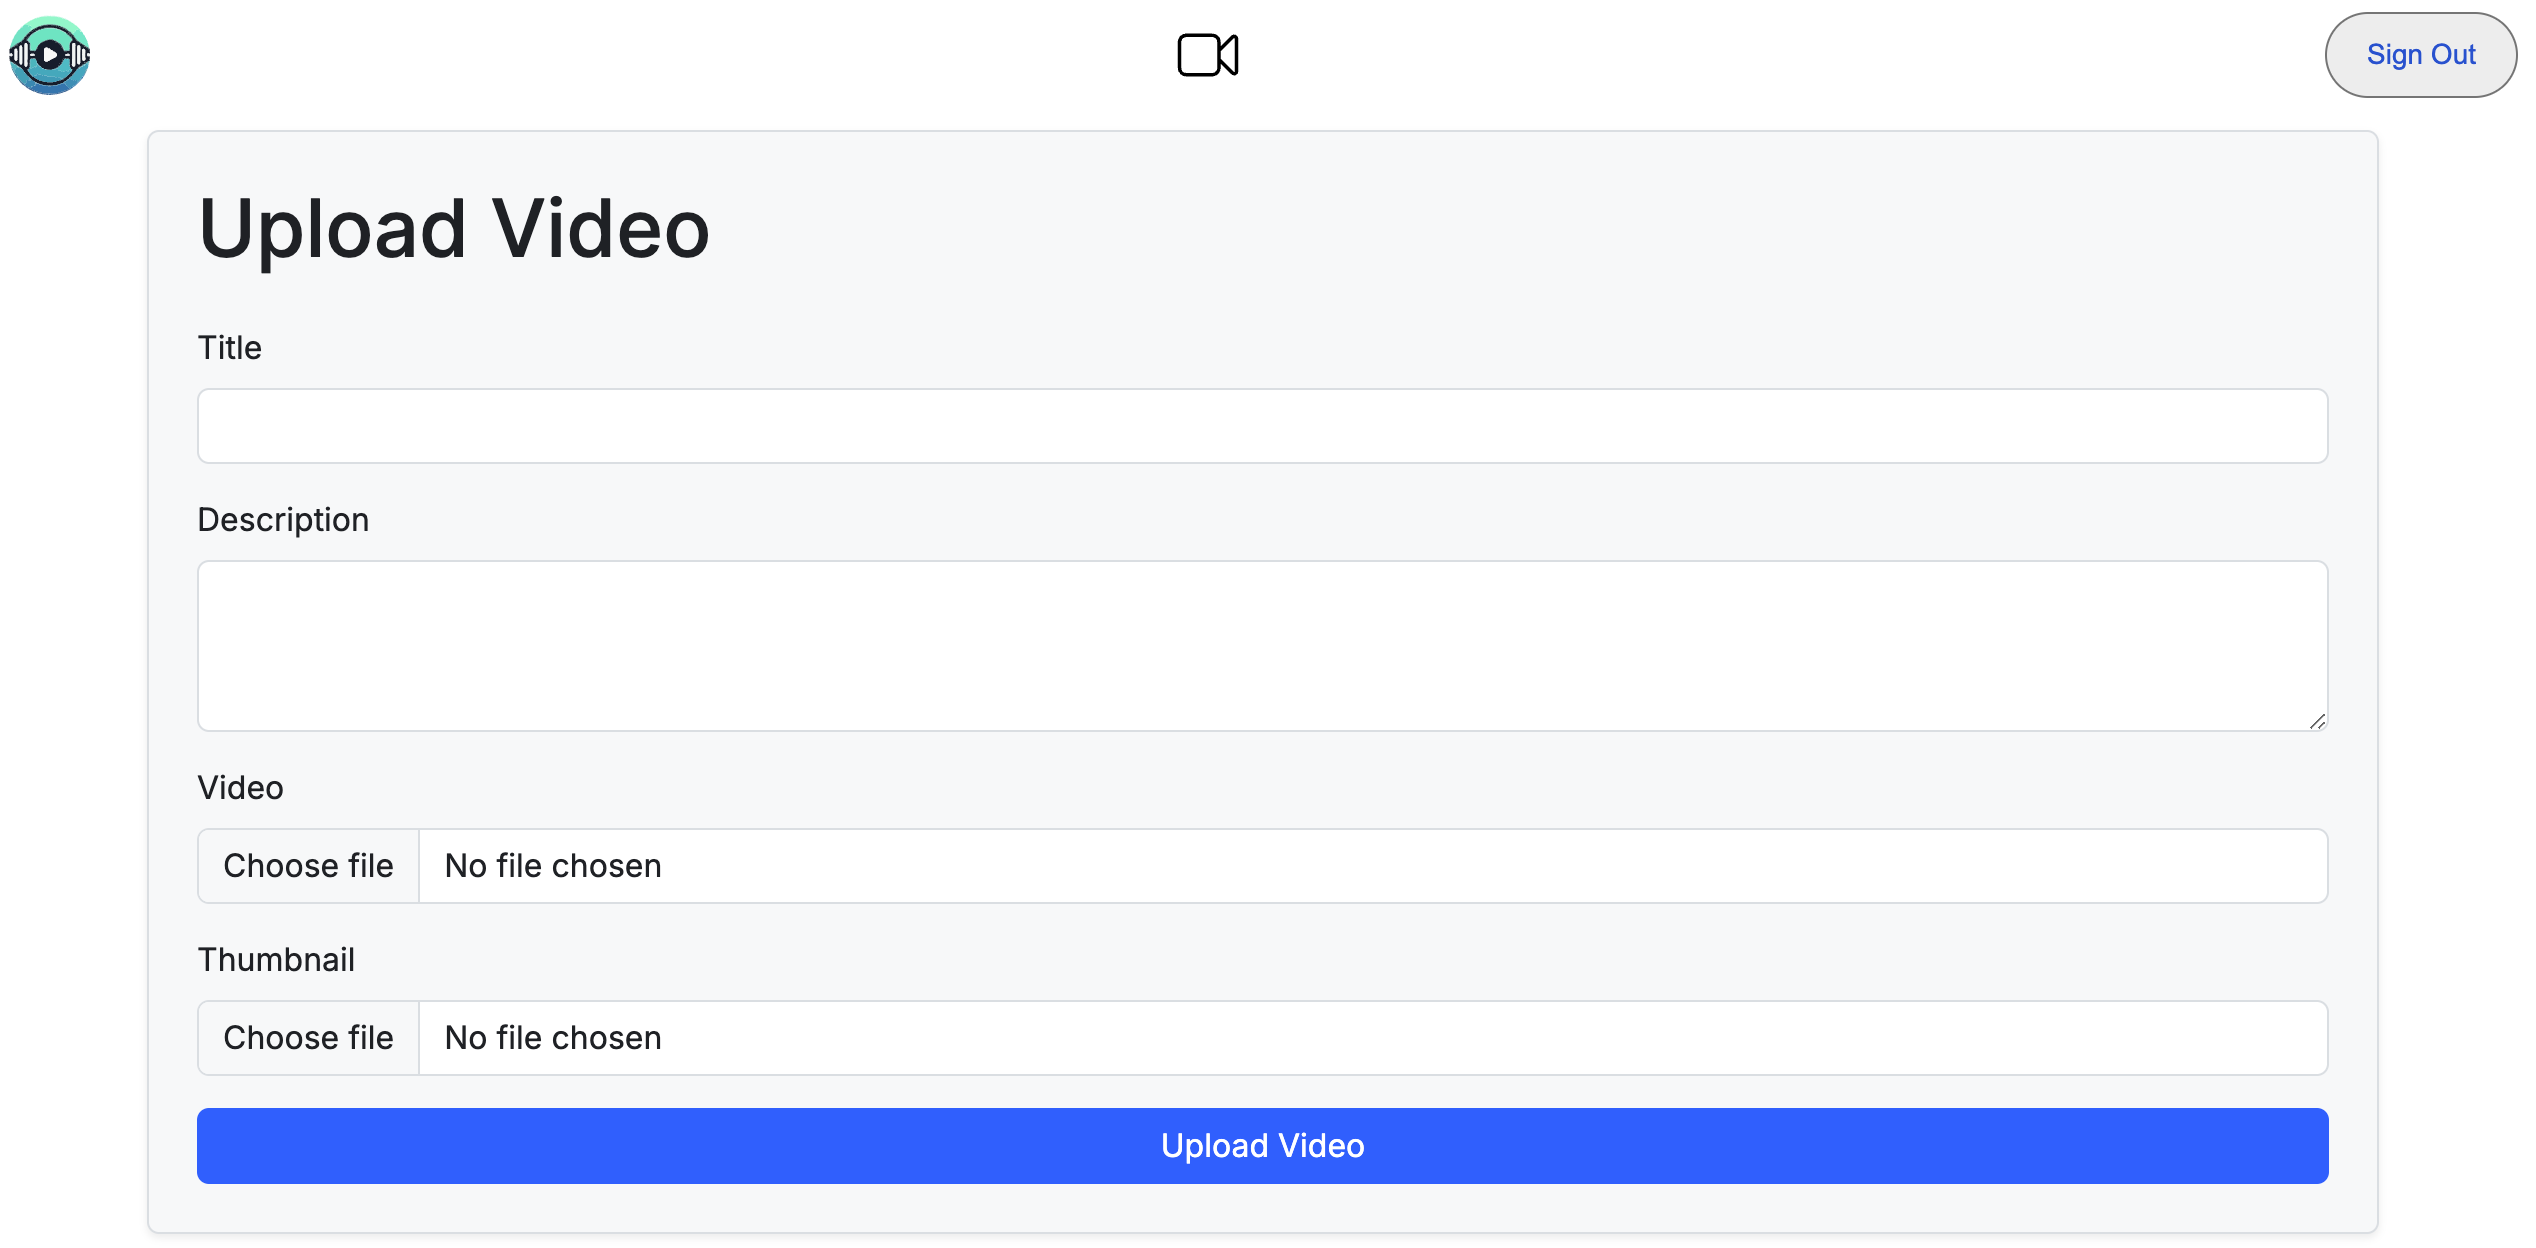 Sign Out
Upload Video
Title
Description
Video
Choose file No file chosen
Thumbnail
Choose file No file chosen
Upload Video